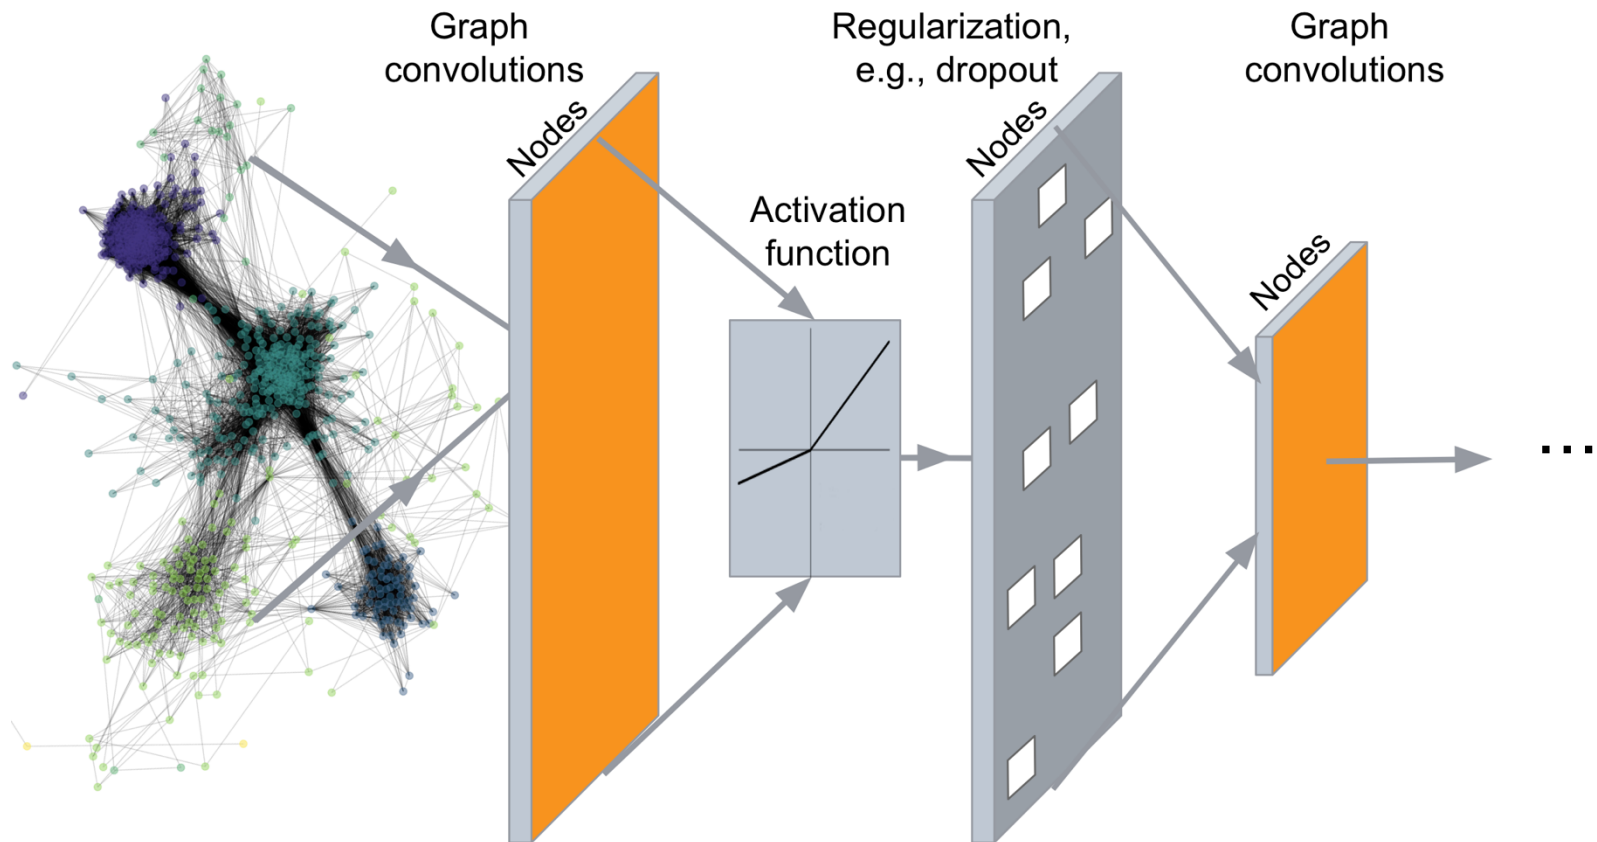 Graph
convolutions
Nodes
Activation
function
Regularization,
e.g., dropout
Nodes
Graph
convolutions
Nodes
...